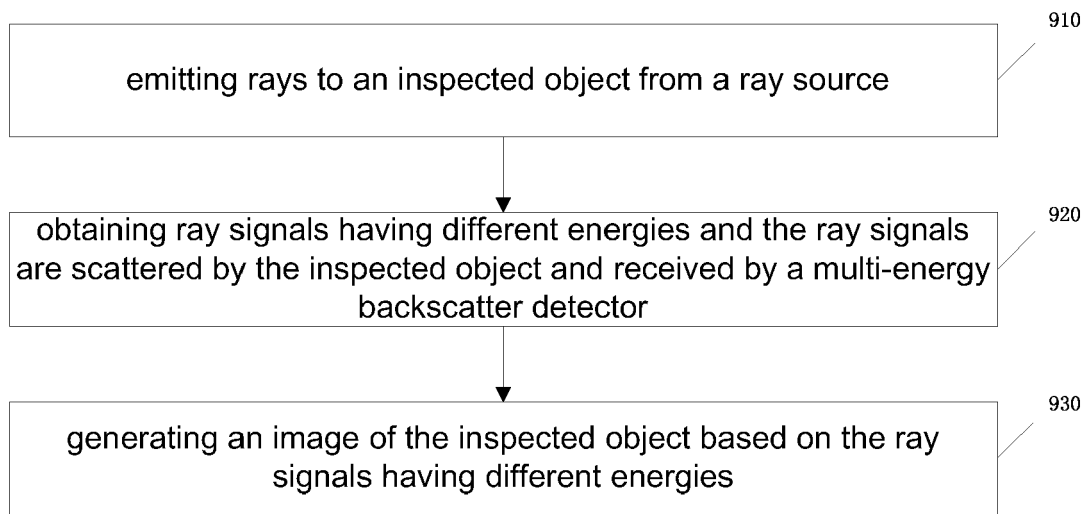 910
emitting rays to an inspected object from a ray source
920
obtaining ray signals having different energies and the ray signals
are scattered by the inspected object and received by a multi-energy
backscatter detector
930
generating an image of the inspected object based on the ray
signals having different energies